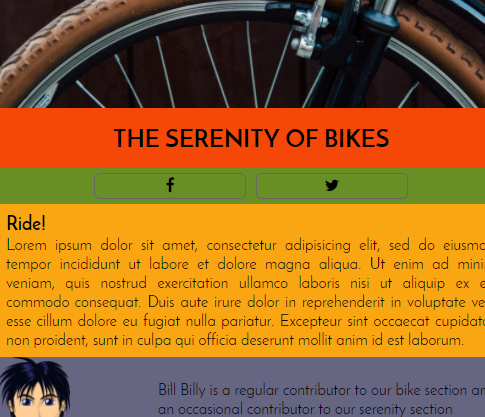 THE SERENITY OF BIKES
Ride!
Lorem ipsum dolor sit amet, consectetur adipisicing elit, sed do eiusmo
tempor incididunt ut labore et dolore magna aliqua. Ut enim ad mini
veniam, quis nostrud exercitation ullamco laboris nisi ut aliquip ex e
commodo consequat. Duis aute irure dolor in reprehenderit in voluptate ve
esse cillum dolore eu fugiat nulla pariatur. Excepteur sint occaecat cupidata
non proident, sunt in culpa qui officia deserunt mollit anim id est laborum.
Bill Billy is a regular contributor to our bike section an
an occasional contributor to our serenity section